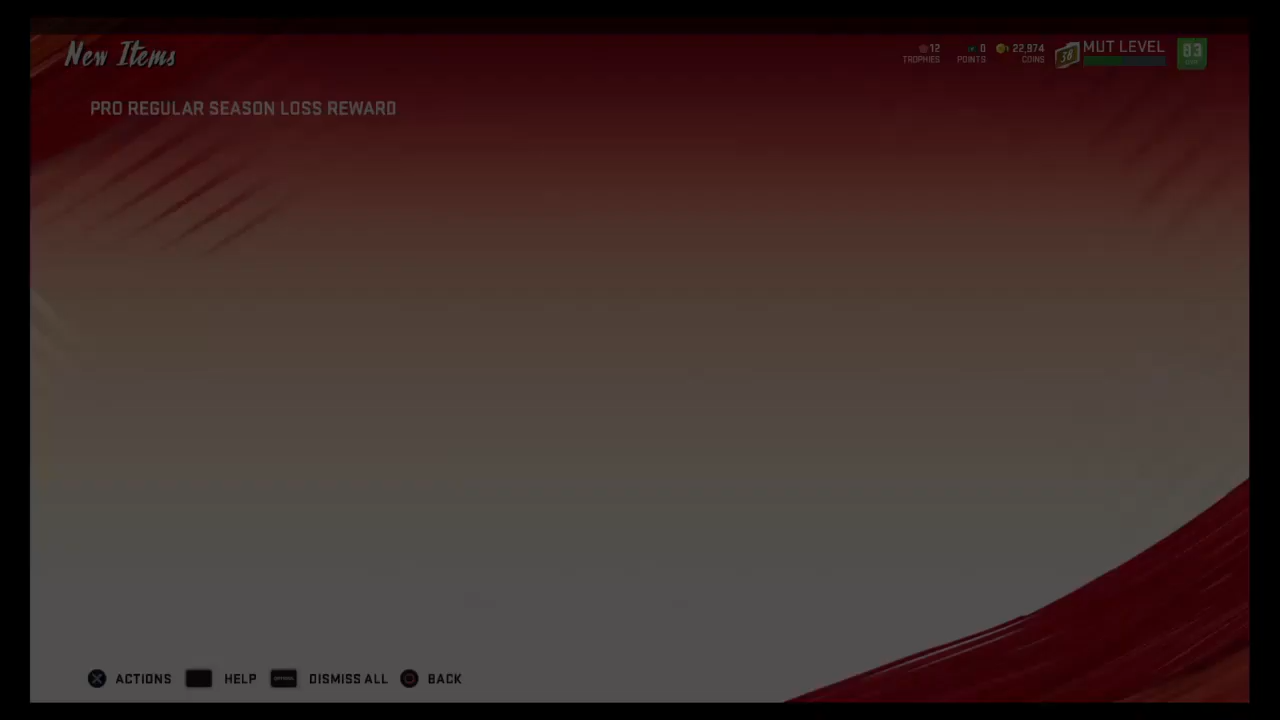 New Items
12 TROPHIES
0 POINTS
22,974 COINS
38
MUT LEVEL
83
PRO REGULAR SEASON LOSS REWARD
ACTIONS HELP OPTIONS DISMISS ALL BACK